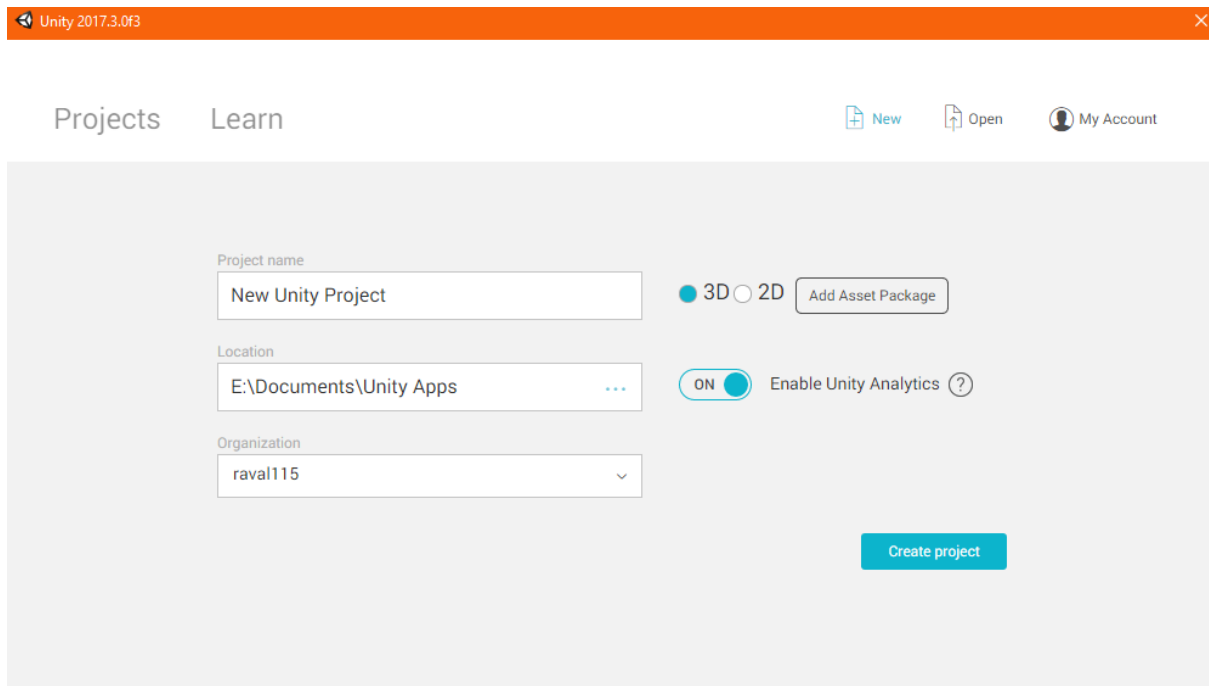 Unity 2017.3.0f3
Projects Learn New Open My Account
Project name
New Unity Project
3D 2D Add Asset Package
Location
E:\Documents\Unity Apps ...
ON Enable Unity Analytics ?
Organization
raval115
Create project